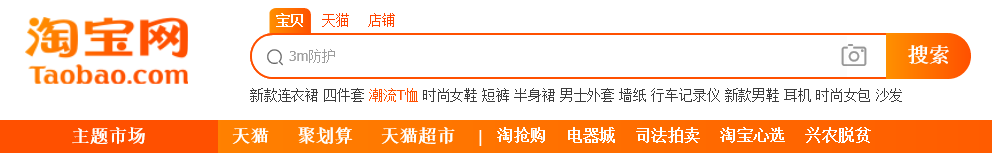 淘宝网
Taobao.com
宝贝 天猫 店铺
3m防护
搜索
新款连衣裙 四件套 潮流T恤 时尚女鞋 短裤 半身裙 男士外套 墙纸 行车记录仪 新款男鞋 耳机 时尚女包 沙发
主题市场 天猫 聚划算 天猫超市 | 淘抢购 电器城 司法拍卖 淘宝心选 兴农脱贫